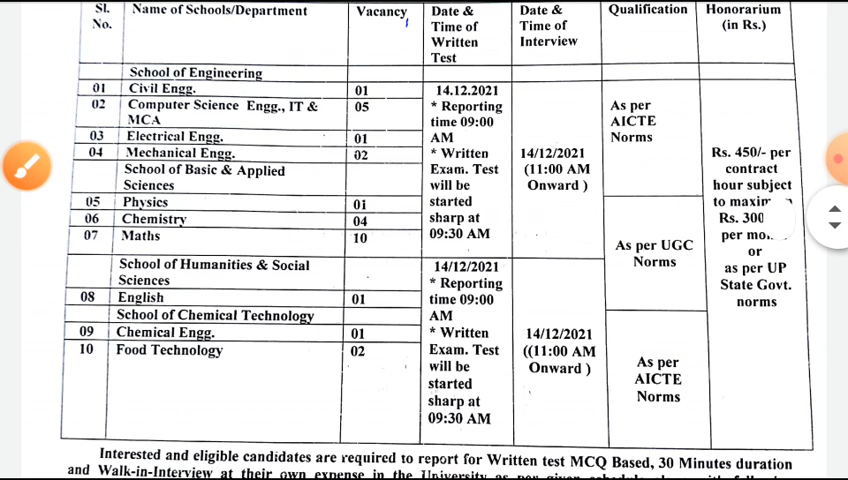 Sl. No. Name of Schools/Department Vacancy Date & Time of Written Test Date & Time of Interview Qualification Honorarium (in Rs.)
School of Engineering
01 Civil Engg. 01
02 Computer Science Engg., IT & MCA 05
03 Electrical Engg. 01
04 Mechanical Engg. 02
School of Basic & Applied Sciences
05 Physics 01
06 Chemistry 04
07 Maths 10
14.12.2021
* Reporting
time 09:00
AM
* Written
Exam. Test
will be
started
sharp at
09:30 AM
14/12/2021
(11:00 AM
Onward )
As per
AICTE
Norms
As per UGC
Norms
Rs. 450/- per
contract
hour subject
to
Rs.
per
or
as per UP
State Govt.
norms
School of Humanities & Social
Sciences
08 English 01
School of Chemical Technology
09 Chemical Engg. 01
10 Food Technology 02
14/12/2021
* Reporting
time 09:00
AM
* Written
Exam. Test
will be
started
sharp at
09:30 AM
14/12/2021
((11:00 AM
Onward )
As per
AICTE
Norms
Interested and eligible candidates are required to report for Written test MCQ Based, 30 Minutes duration
and Walk-in-Interview at their own expense in the University as per given schedule